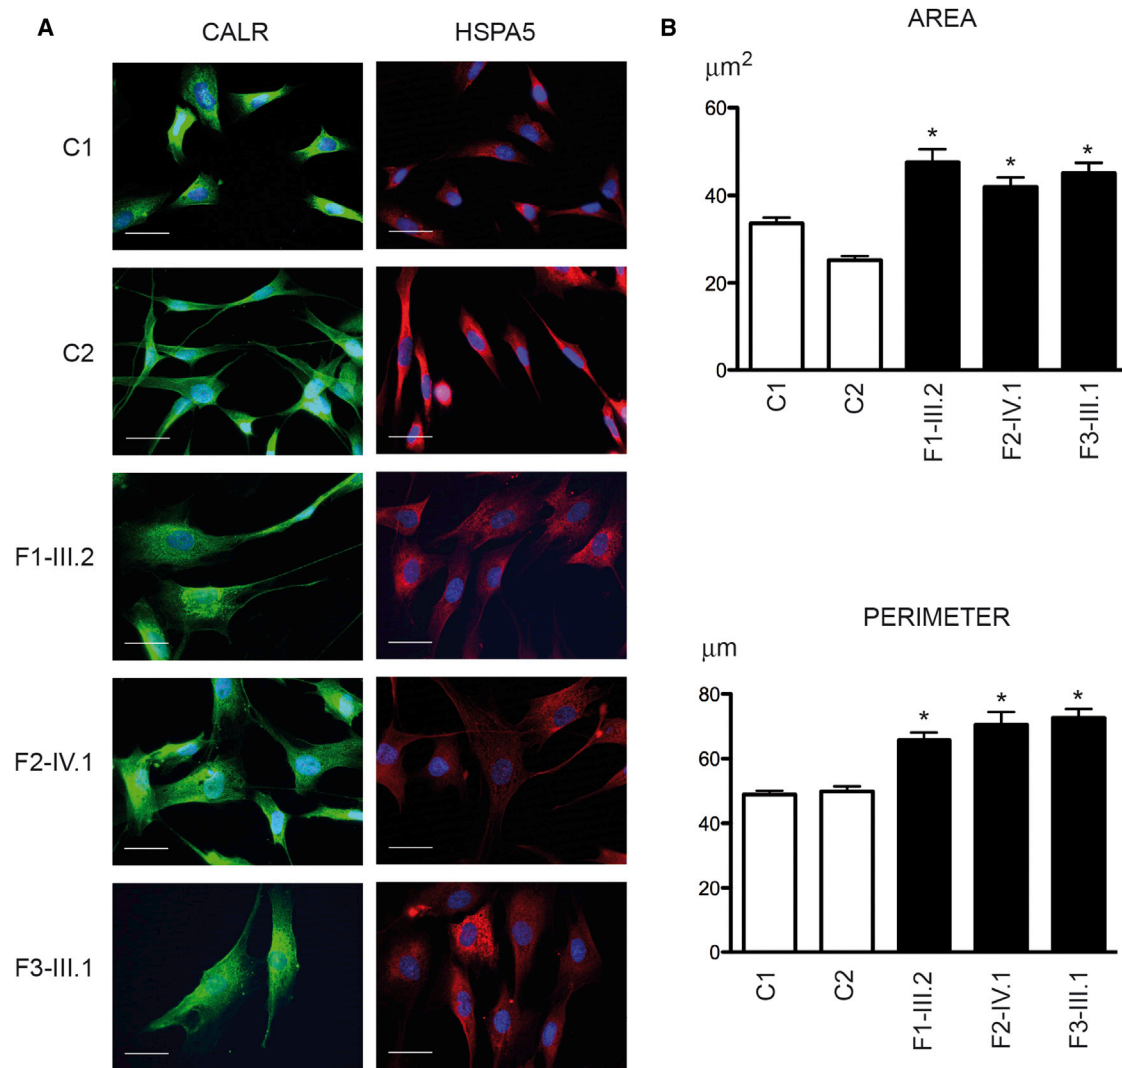 A
CALR
HSPA5
C1
C2
F1-III.2
F2-IV.1
F3-III.1
B
AREA
μm²
60
*
*
*
40
20
0
C1
C2
F1-III.2
F2-IV.1
F3-III.1
PERIMETER
μm
80
*
*
*
60
40
20
0
C1
C2
F1-III.2
F2-IV.1
F3-III.1